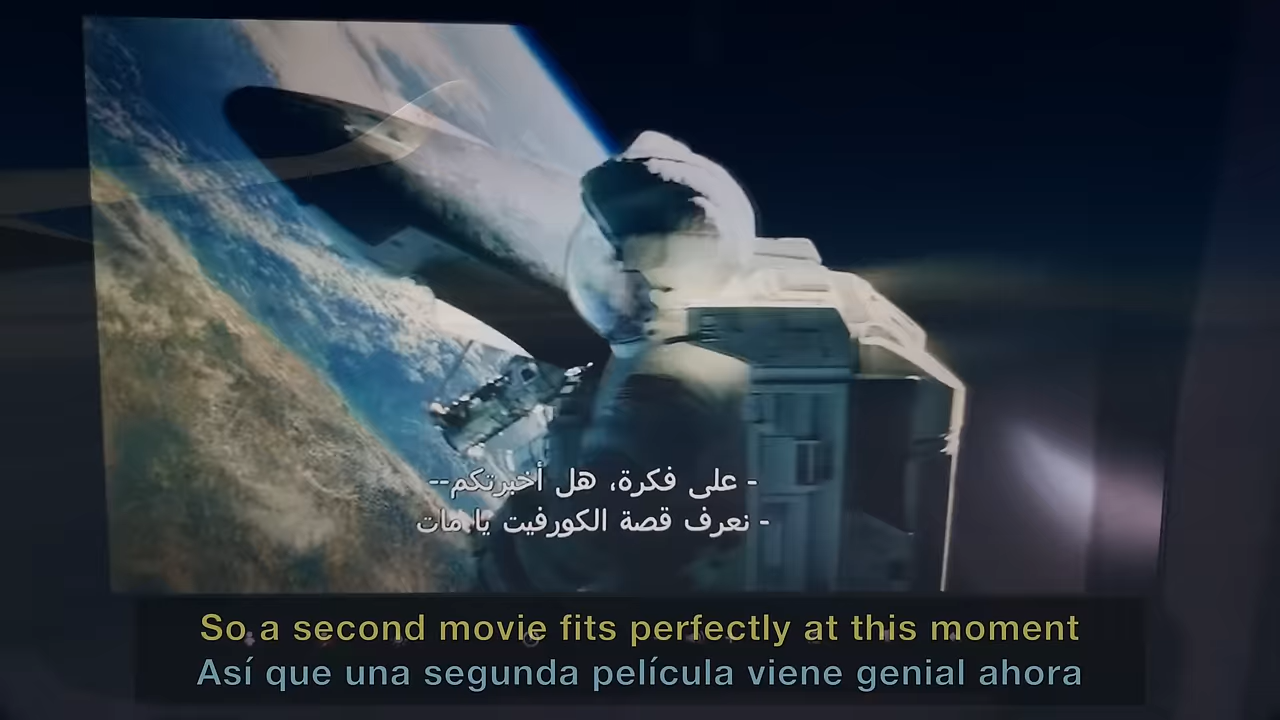 - على فكرة، هل أخبرتكم--
- نعرف قصة الكورفيت يا مات
So a second movie fits perfectly at this moment
Así que una segunda película viene genial ahora